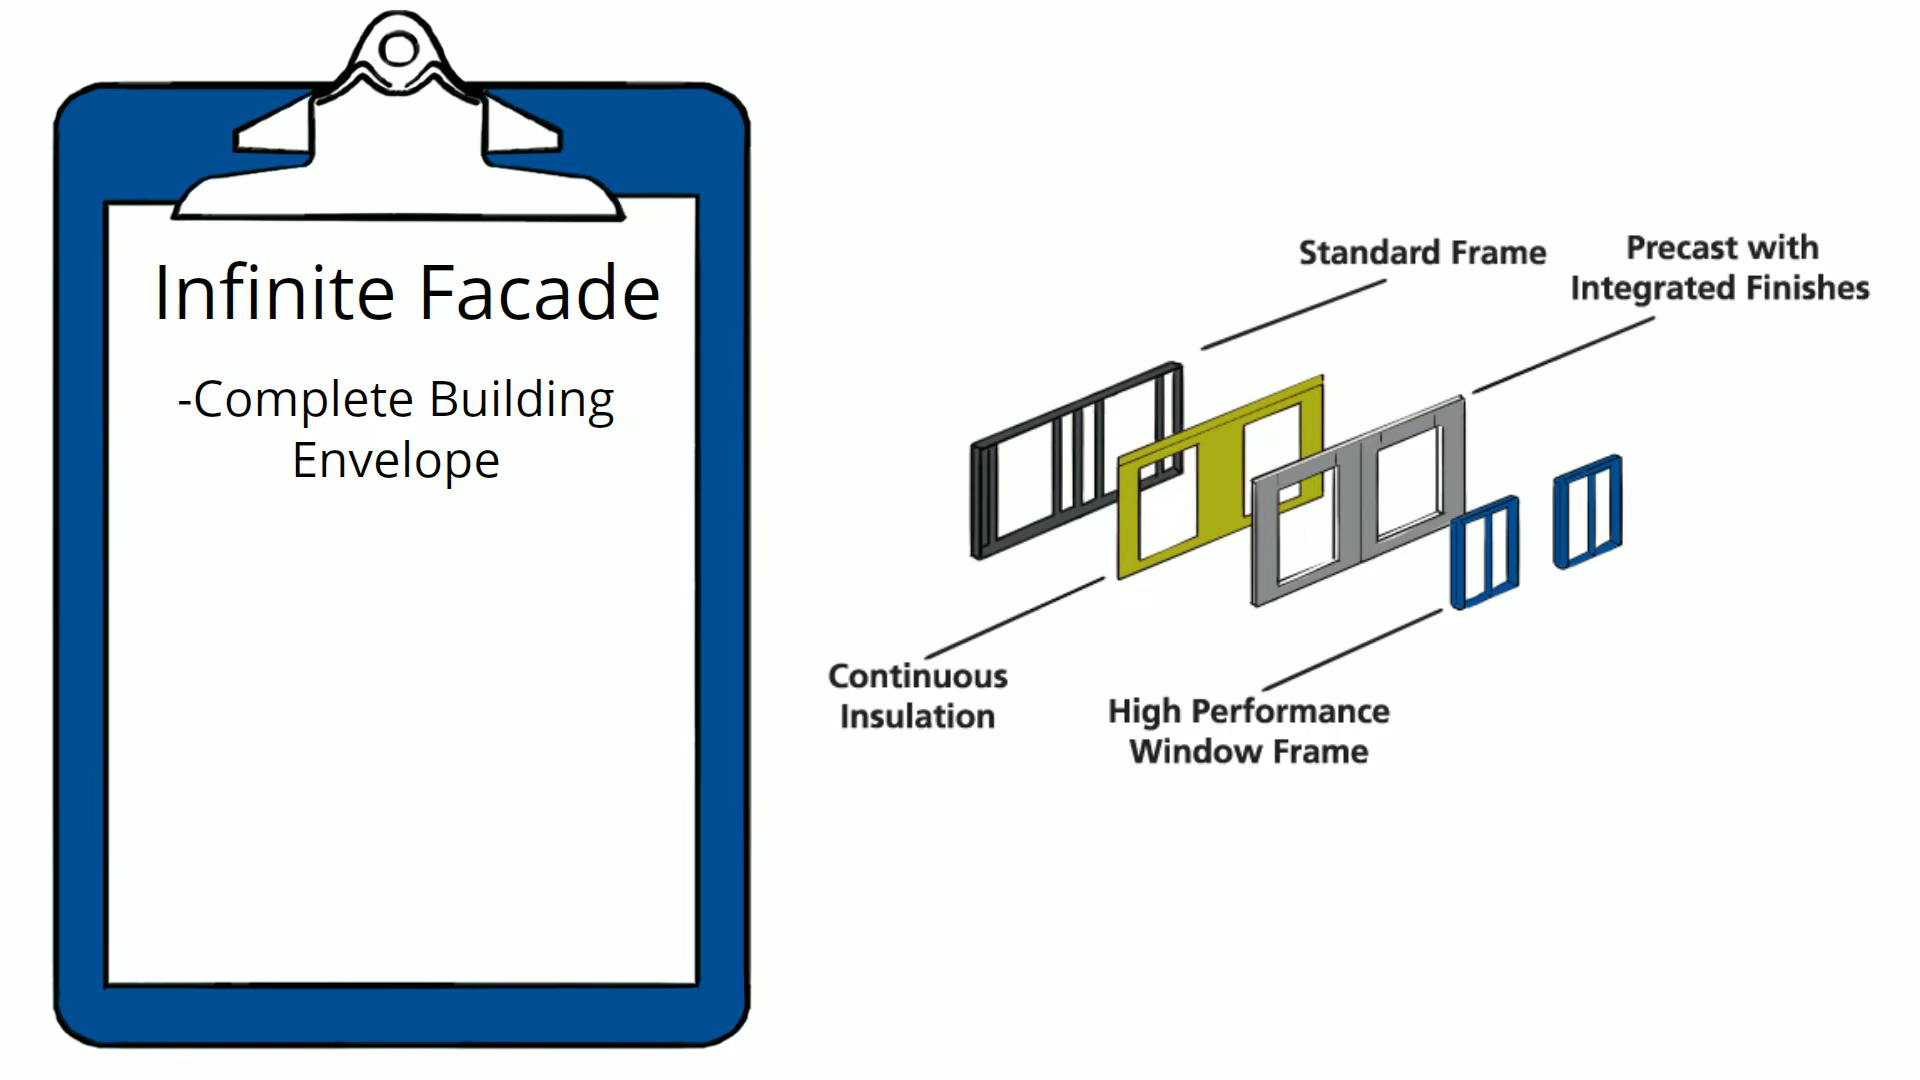 Infinite Facade
-Complete Building
Envelope
Standard Frame
Precast with
Integrated Finishes
Continuous
Insulation
High Performance
Window Frame